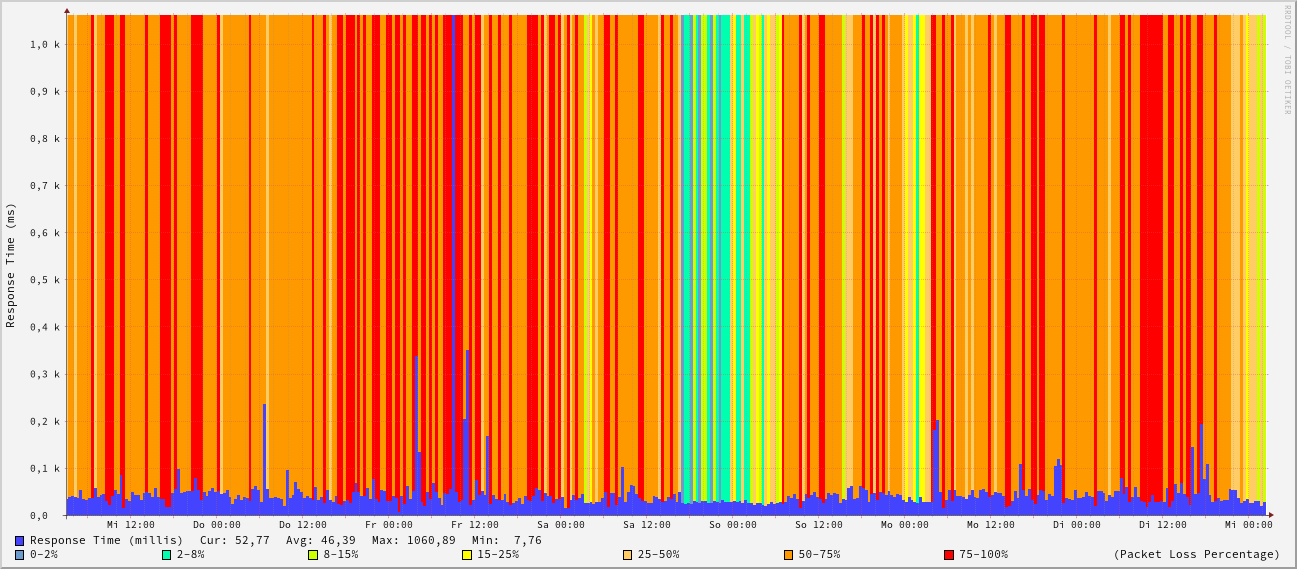 RRDTOOL / TOBI OETIKER
Response Time (ms)
1,0 k
0,9 k
0,8 k
0,7 k
0,6 k
0,5 k
0,4 k
0,3 k
0,2 k
0,1 k
0,0
Mi 12:00 Do 00:00 Do 12:00 Fr 00:00 Fr 12:00 Sa 00:00 Sa 12:00 So 00:00 So 12:00 Mo 00:00 Mo 12:00 Di 00:00 Di 12:00 Mi 00:00
Response Time (millis) Cur: 52,77 Avg: 46,39 Max: 1060,89 Min: 7,76
0-2% 2-8% 8-15% 15-25% 25-50% 50-75% 75-100% (Packet Loss Percentage)